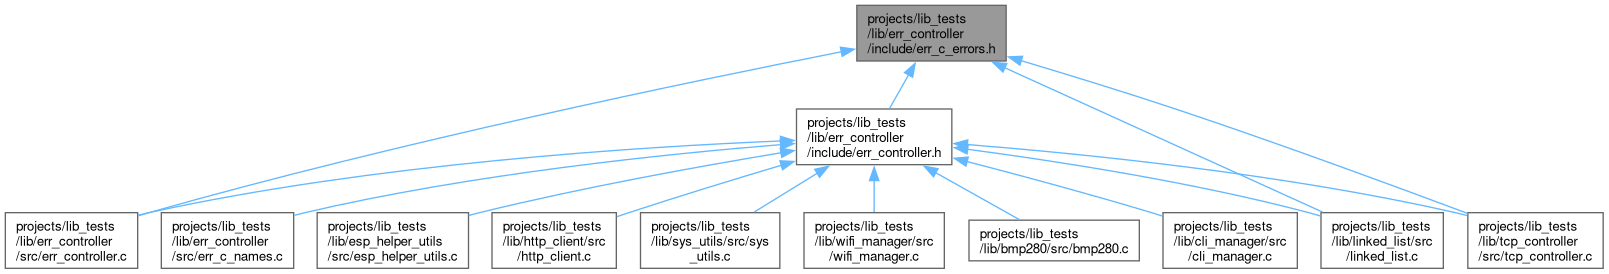 projects/lib_tests
/lib/err_controller
/include/err_c_errors.h
projects/lib_tests
/lib/err_controller
/include/err_controller.h
projects/lib_tests
/lib/err_controller
/src/err_controller.c
projects/lib_tests
/lib/err_controller
/src/err_c_names.c
projects/lib_tests
/lib/esp_helper_utils
/src/esp_helper_utils.c
projects/lib_tests
/lib/http_client/src
/http_client.c
projects/lib_tests
/lib/sys_utils/src/sys
_utils.c
projects/lib_tests
/lib/wifi_manager/src
/wifi_manager.c
projects/lib_tests
/lib/bmp280/src/bmp280.c
projects/lib_tests
/lib/cli_manager/src
/cli_manager.c
projects/lib_tests
/lib/linked_list/src
/linked_list.c
projects/lib_tests
/lib/tcp_controller
/src/tcp_controller.c